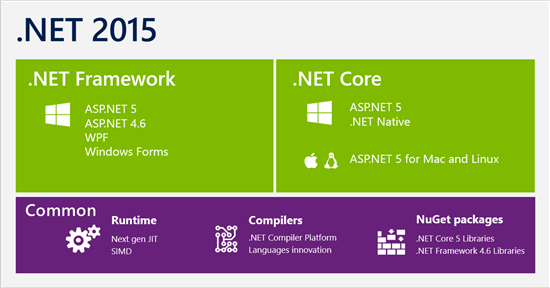 .NET 2015
.NET Framework
ASP.NET 5
ASP.NET 4.6
WPF
Windows Forms
.NET Core
ASP.NET 5
.NET Native
ASP.NET 5 for Mac and Linux
Common
Runtime
Next gen JIT
SIMD
Compilers
.NET Compiler Platform
Languages innovation
NuGet packages
.NET Core 5 Libraries
.NET Framework 4.6 Libraries